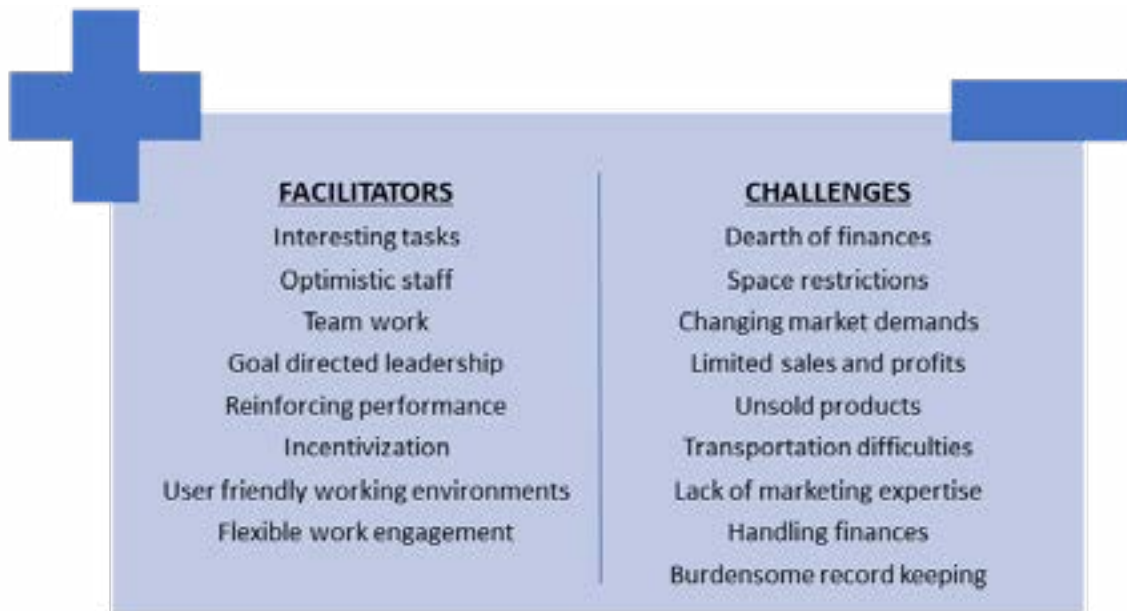 FACILITATORS
Interesting tasks
Optimistic staff
Team work
Goal directed leadership
Reinforcing performance
Incentivization
User friendly working environments
Flexible work engagement
CHALLENGES
Dearth of finances
Space restrictions
Changing market demands
Limited sales and profits
Unsold products
Transportation difficulties
Lack of marketing expertise
Handling finances
Burdensome record keeping